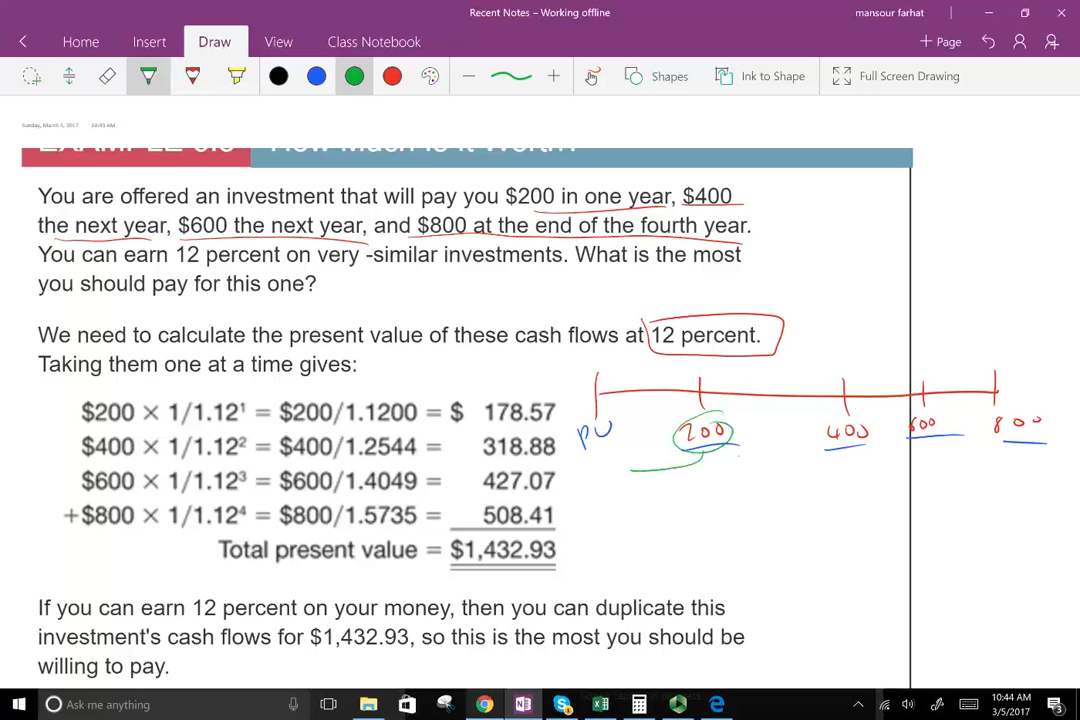 Recent Notes – Working offline
mansour farhat
Home Insert Draw View Class Notebook
Page
Shapes Ink to Shape Full Screen Drawing
Sunday, March 5, 2017 10:43 AM
You are offered an investment that will pay you $200 in one year, $400
the next year, $600 the next year, and $800 at the end of the fourth year.
You can earn 12 percent on very -similar investments. What is the most
you should pay for this one?
We need to calculate the present value of these cash flows at 12 percent.
Taking them one at a time gives:
$200 × 1/1.12¹ = $200/1.1200 = $ 178.57
$400 × 1/1.12² = $400/1.2544 = 318.88
$600 × 1/1.12³ = $600/1.4049 = 427.07
+$800 × 1/1.12⁴ = $800/1.5735 = 508.41
Total present value = $1,432.93
PV 200 400 600 800
If you can earn 12 percent on your money, then you can duplicate this
investment's cash flows for $1,432.93, so this is the most you should be
willing to pay.
Ask me anything
10:44 AM
3/5/2017
3